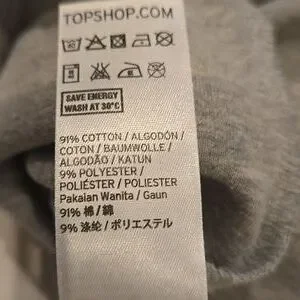 TOPSHOP.COM
SAVE ENERGY
WASH AT 30°C
91% COTTON / ALGODÓN /
COTON / BAUMWOLLE /
ALGODÃO / KATUN
9% POLYESTER /
POLIÉSTER / POLIESTER
Pakaian Wanita / Gaun
91% 棉 / 綿
9% 涤纶 / ポリエステル